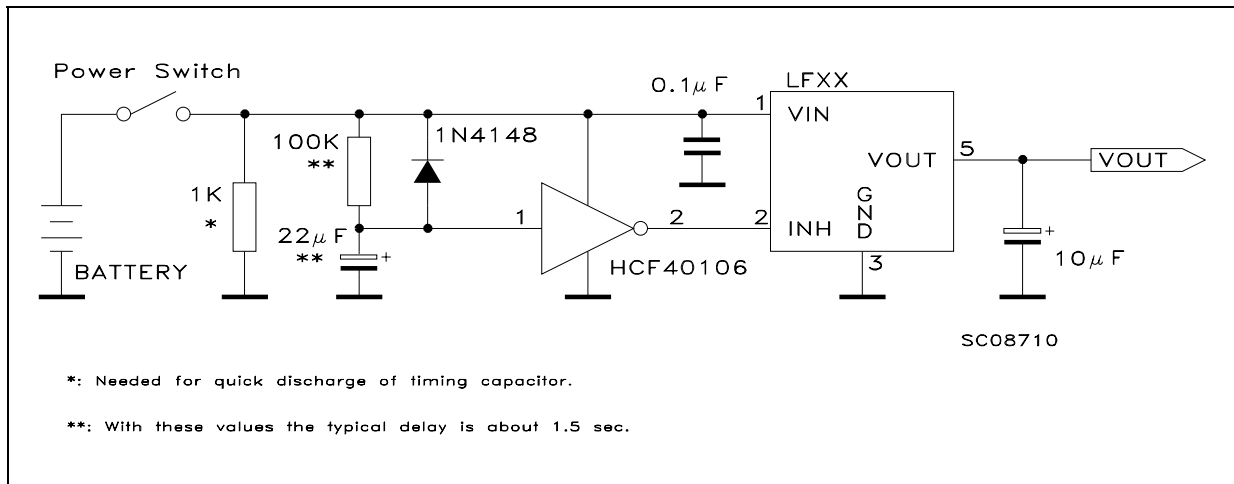 Power Switch
0.1μF
LFXX
1
VIN
100K
**
1N4148
VOUT
5
VOUT
1K
*
1
2
2
INH
GND
22μF
**
+
+
BATTERY
HCF40106
3
10μF
SC08710
*: Needed for quick discharge of timing capacitor.
**: With these values the typical delay is about 1.5 sec.